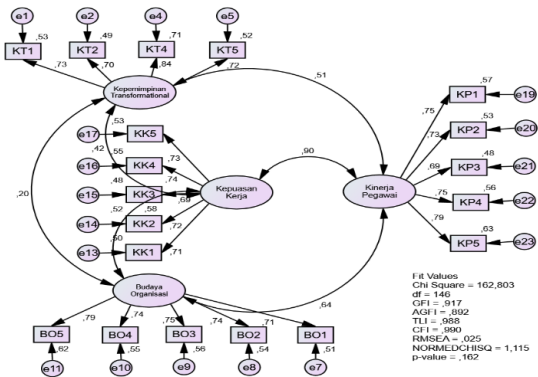 e1 e2 e4 e5
,53 ,49 ,71 ,52
KT1 KT2 KT4 KT5
,73 ,70 ,84 ,72
Kepemimpinan
Transformational
,51
,57
KP1 e19
,75
,53
KP2 e20
,73
,48
KP3 e21
,69
,56
KP4 e22
,75
,63
KP5 e23
,79
,53
e17 KK5
,42 ,55
e16 KK4 ,73
,48 ,74
e15 KK3 ,69
,52 ,58
e14 KK2 ,72
,50
e13 KK1 ,71
,20
,90
Kepuasan
Kerja
Kinerja
Pegawai
Budaya
Organisasi
,64
,79 ,74 ,75 ,74 ,71
BO5 BO4 BO3 BO2 BO1
,62 ,55 ,56 ,54 ,51
e11 e10 e9 e8 e7
Fit Values
Chi Square = 162,803
df = 146
GFI = ,917
AGFI = ,892
TLI = ,988
CFI = ,990
RMSEA = ,025
NORMEDCHISQ = 1,115
p-value = ,162